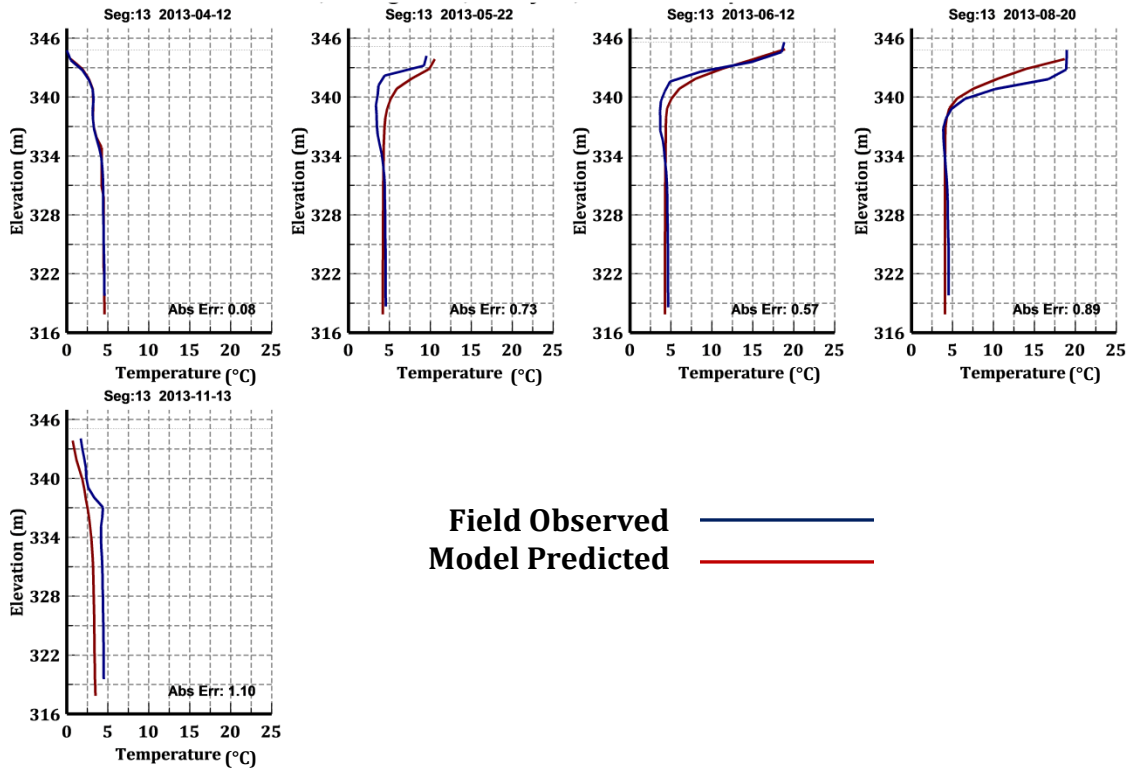 Seg:13 2013-04-12
Seg:13 2013-05-22
Seg:13 2013-06-12
Seg:13 2013-08-20
Elevation (m)
346
340
334
328
322
316
Abs Err: 0.08
0 5 10 15 20 25
Temperature (°C)
Elevation (m)
346
340
334
328
322
316
Abs Err: 0.73
0 5 10 15 20 25
Temperature (°C)
Elevation (m)
346
340
334
328
322
316
Abs Err: 0.57
0 5 10 15 20 25
Temperature (°C)
Elevation (m)
346
340
334
328
322
316
Abs Err: 0.89
0 5 10 15 20 25
Temperature (°C)
Seg:13 2013-11-13
Elevation (m)
346
340
334
328
322
316
Abs Err: 1.10
0 5 10 15 20 25
Temperature (°C)
Field Observed
Model Predicted